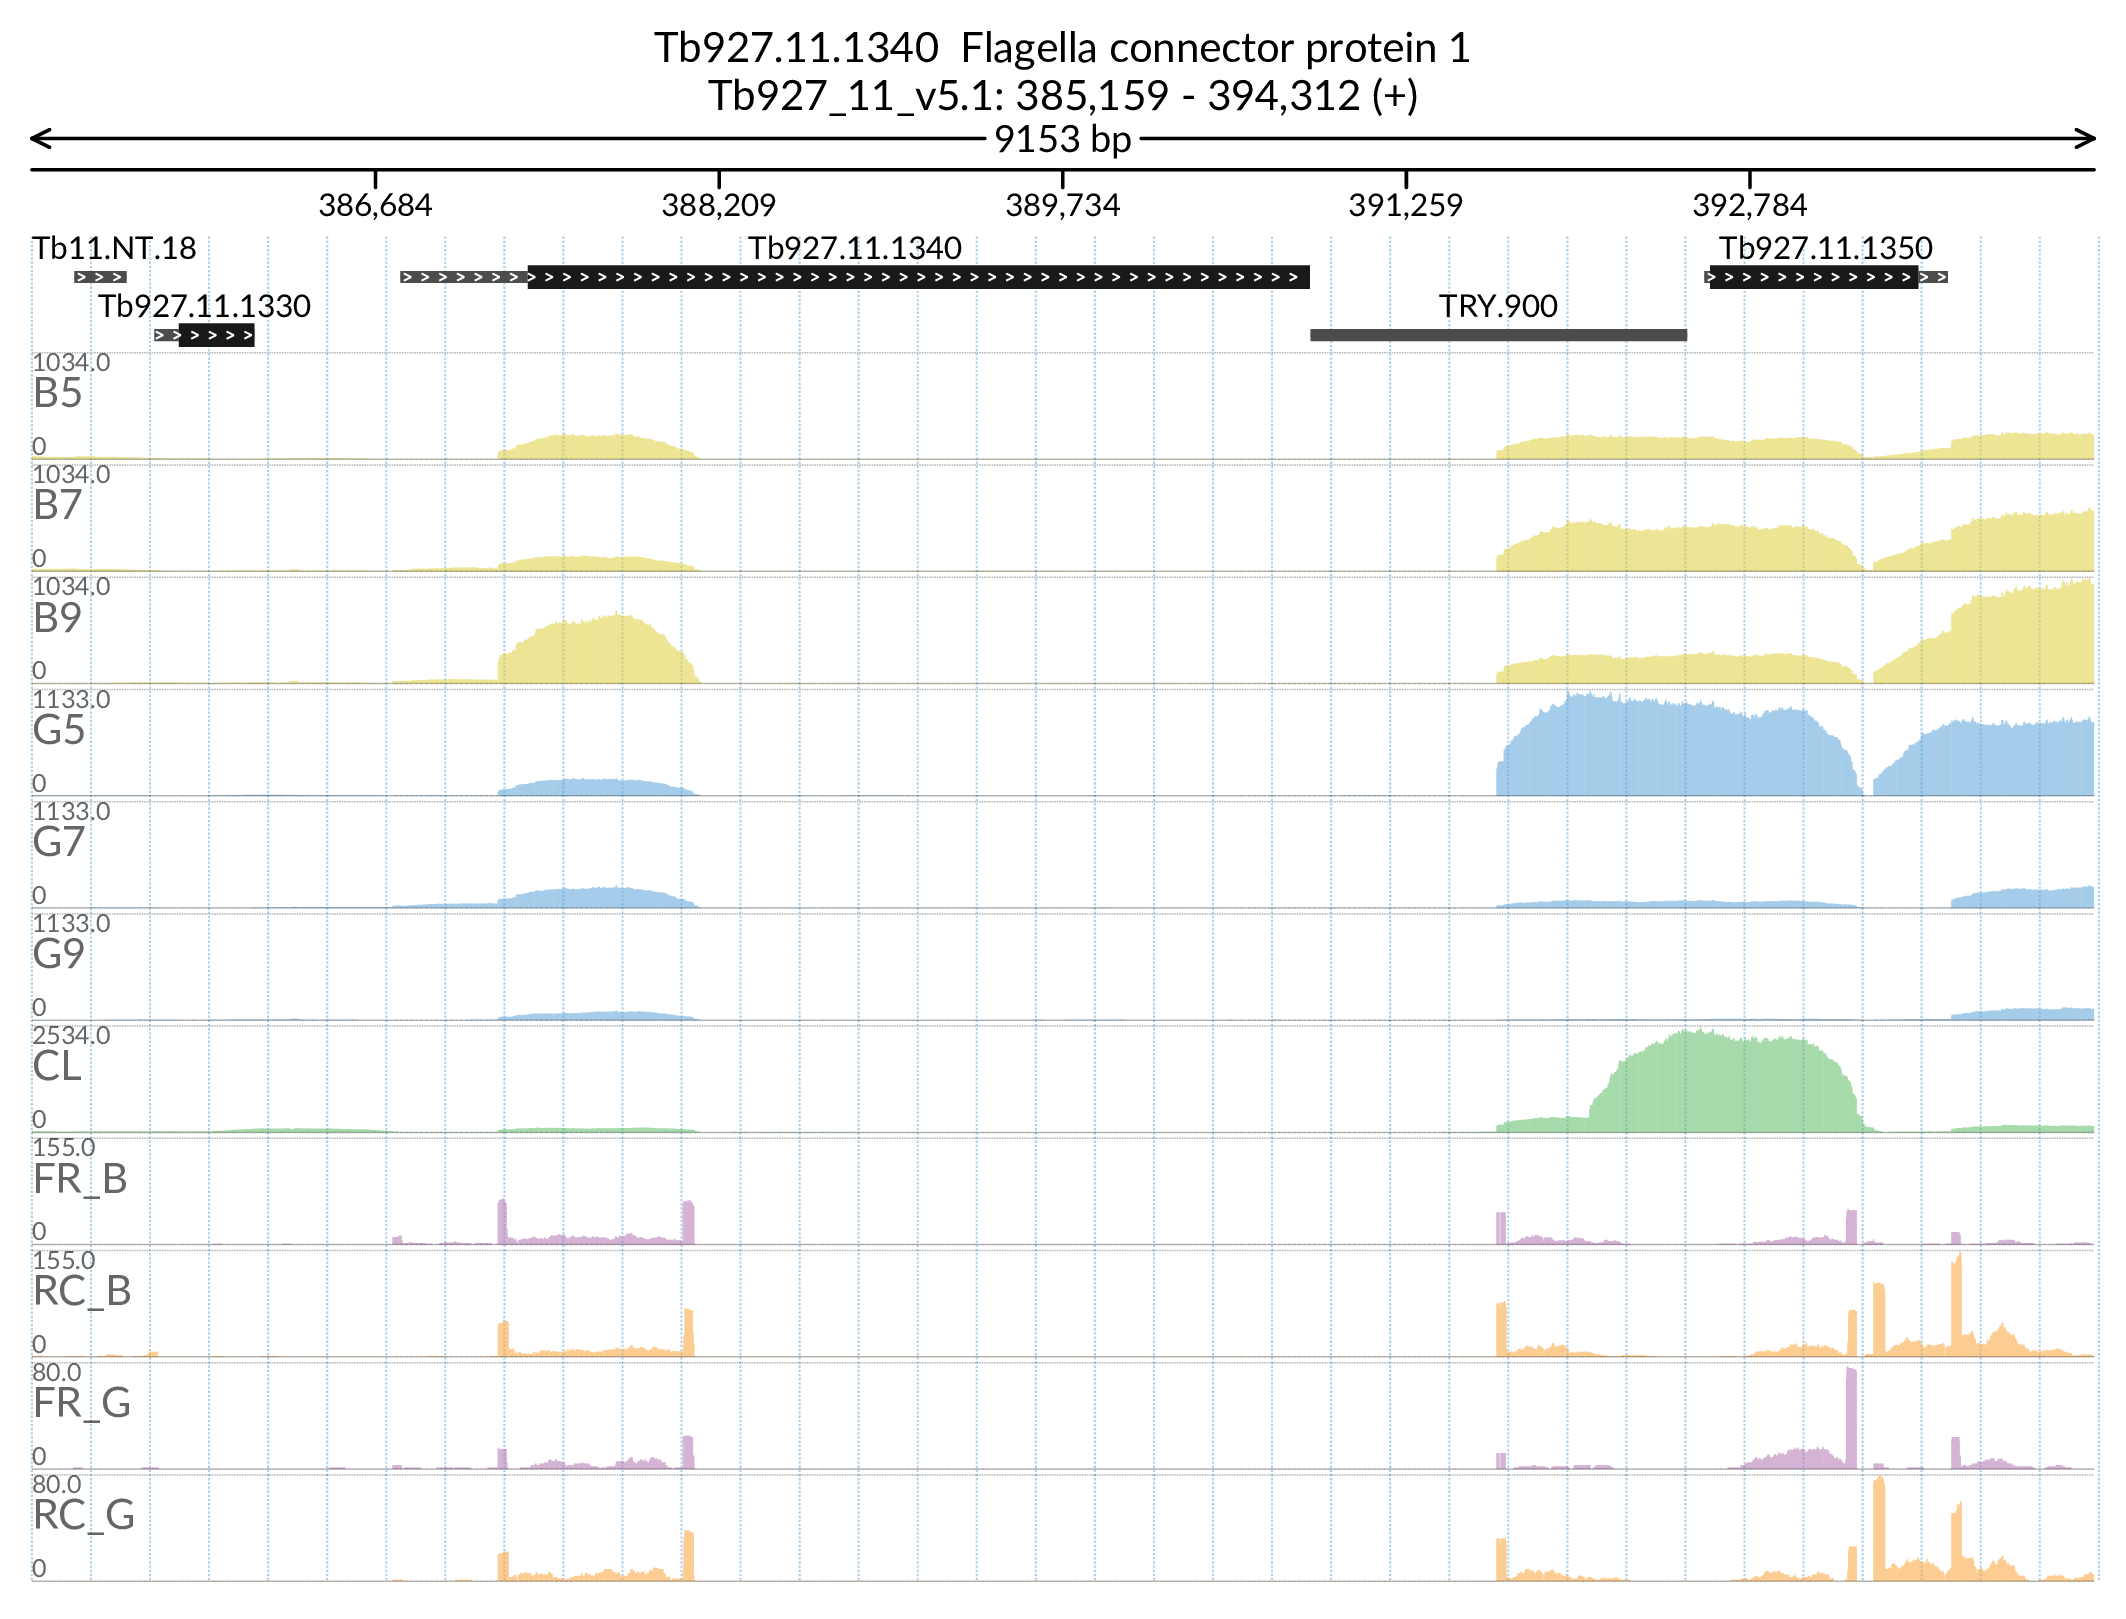 Tb927.11.1340  Flagella connector protein 1
Tb927_11_v5.1: 385,159 - 394,312 (+)
9153 bp
386,684 388,209 389,734 391,259 392,784
Tb11.NT.18 Tb927.11.1340 Tb927.11.1350
Tb927.11.1330 TRY.900
1034.0
B5
0
1034.0
B7
0
1034.0
B9
0
1133.0
G5
0
1133.0
G7
0
1133.0
G9
0
2534.0
CL
0
155.0
FR_B
0
155.0
RC_B
0
80.0
FR_G
0
80.0
RC_G
0